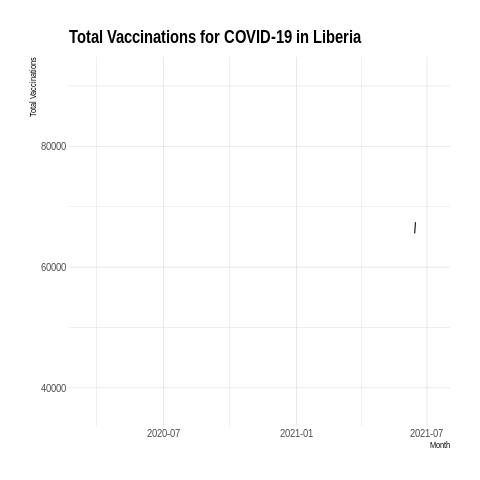 Total Vaccinations for COVID-19 in Liberia
Total Vaccinations
80000
60000
40000
2020-07 2021-01 2021-07
Month